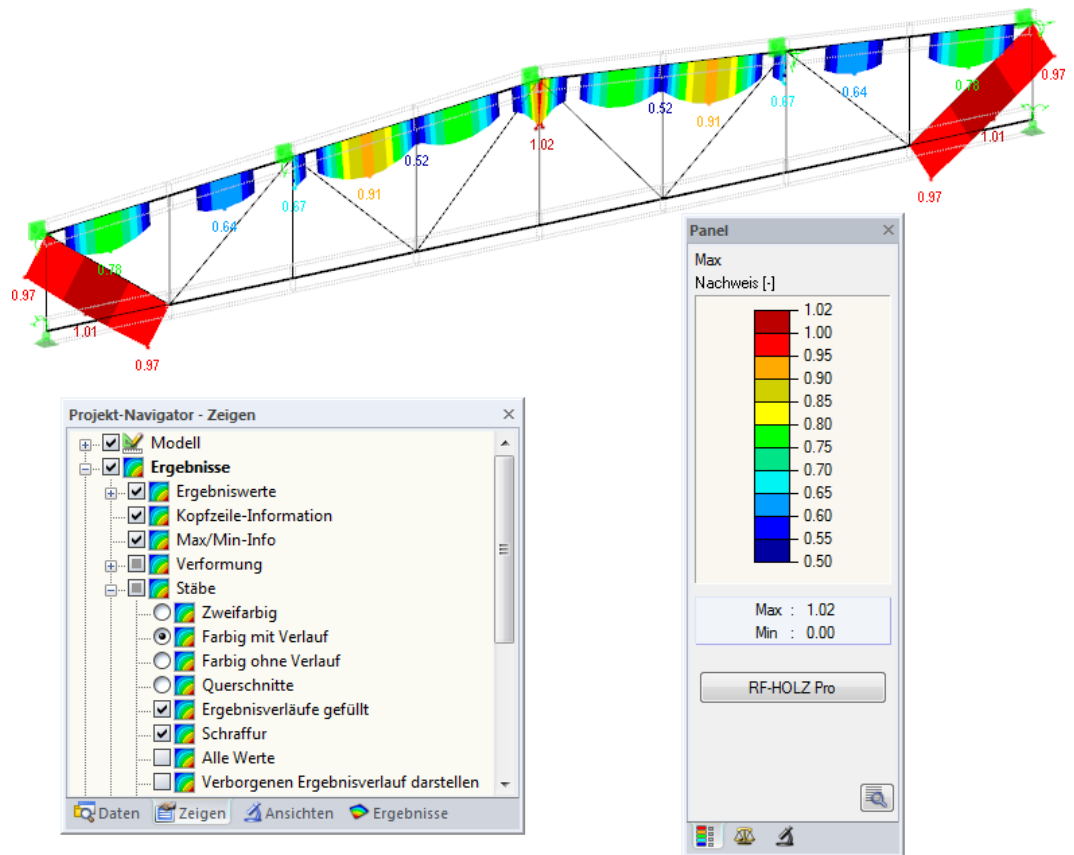 0.97
0.78
1.01
0.97
0.64
0.67
0.91
0.52
1.02
0.52
0.91
0.67
0.64
0.78
0.97
1.01
0.97
Projekt-Navigator - Zeigen
Modell
Ergebnisse
Ergebniswerte
Kopfzeile-Information
Max/Min-Info
Verformung
Stäbe
Zweifarbig
Farbig mit Verlauf
Farbig ohne Verlauf
Querschnitte
Ergebnisverläufe gefüllt
Schraffur
Alle Werte
Verborgenen Ergebnisverlauf darstellen
Daten Zeigen Ansichten Ergebnisse
Panel
Max
Nachweis [-]
1.02
1.00
0.95
0.90
0.85
0.80
0.75
0.70
0.65
0.60
0.55
0.50
Max : 1.02
Min : 0.00
RF-HOLZ Pro